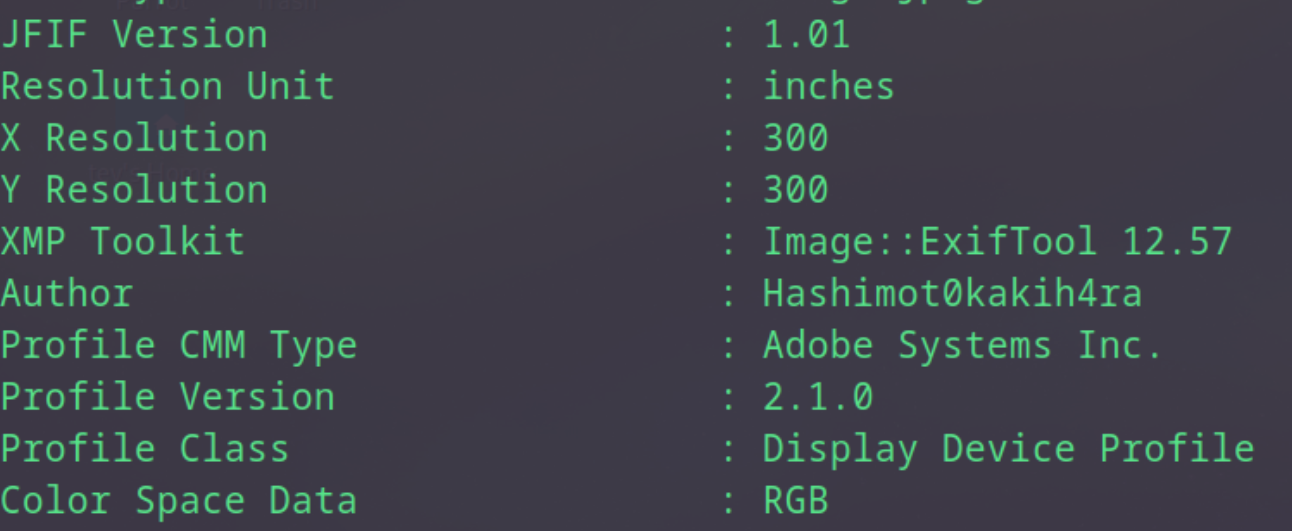 JFIF Version : 1.01
Resolution Unit : inches
X Resolution : 300
Y Resolution : 300
XMP Toolkit : Image::ExifTool 12.57
Author : Hashimot0kakih4ra
Profile CMM Type : Adobe Systems Inc.
Profile Version : 2.1.0
Profile Class : Display Device Profile
Color Space Data : RGB